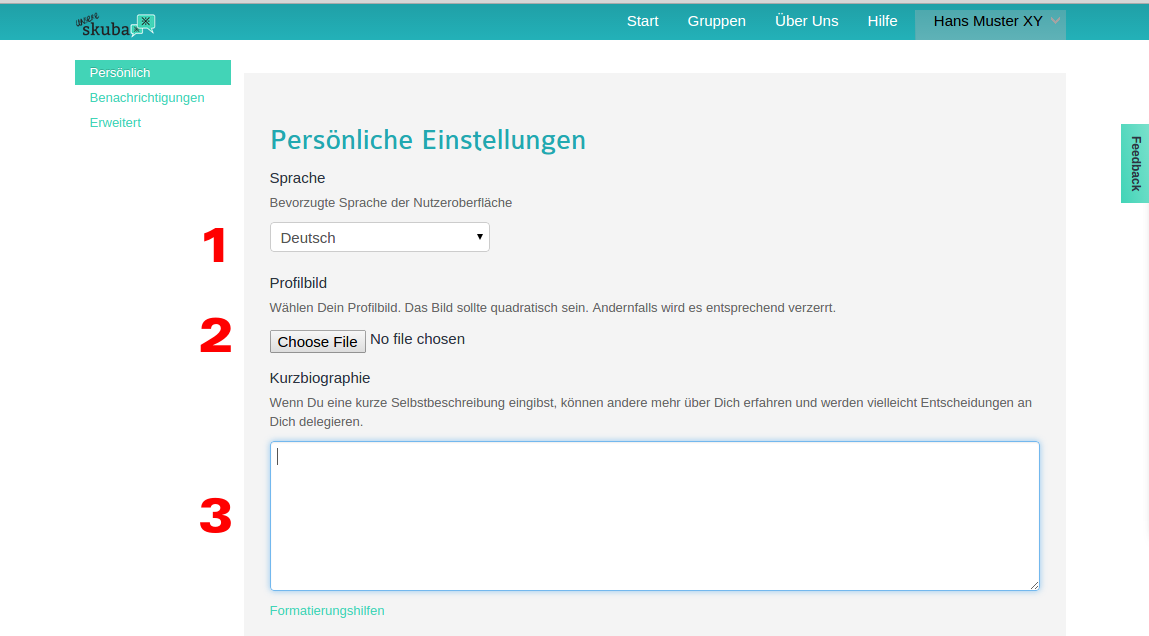 unsere
skuba
Start Gruppen Über Uns Hilfe Hans Muster XY
Persönlich
Benachrichtigungen
Erweitert
Feedback
Persönliche Einstellungen
Sprache
Bevorzugte Sprache der Nutzeroberfläche
1
Deutsch
Profilbild
Wählen Dein Profilbild. Das Bild sollte quadratisch sein. Andernfalls wird es entsprechend verzerrt.
2
Choose File No file chosen
Kurzbiographie
Wenn Du eine kurze Selbstbeschreibung eingibst, können andere mehr über Dich erfahren und werden vielleicht Entscheidungen an
Dich delegieren.
3
Formatierungshilfen